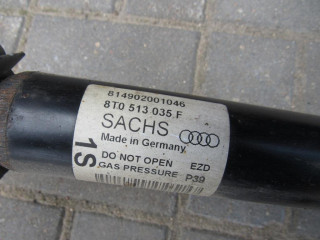 814902001046
8T0 513 035 F
SACHS
Made in Germany
1S
DO NOT OPEN EZD
GAS PRESSURE P39